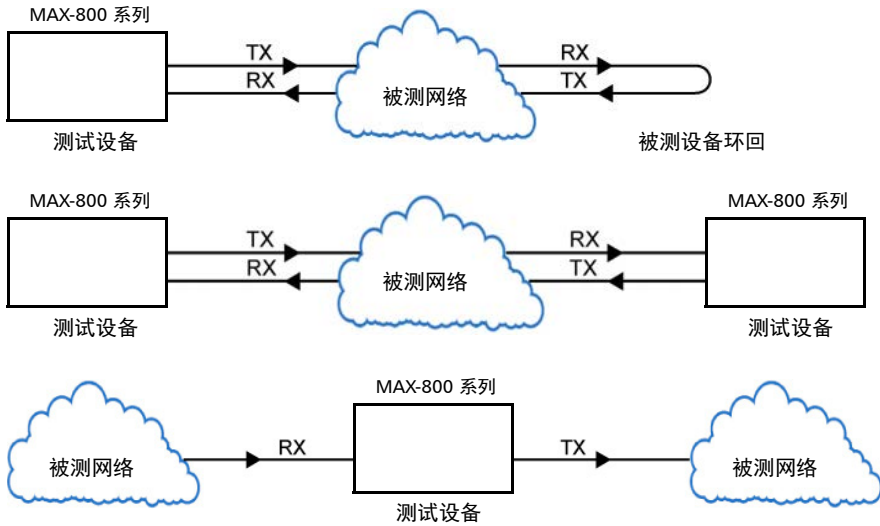 MAX-800 系列
TX
RX
RX
TX
被测网络
测试设备
被测设备环回
MAX-800 系列
MAX-800 系列
TX
RX
RX
TX
被测网络
测试设备
测试设备
MAX-800 系列
RX
TX
被测网络
被测网络
测试设备